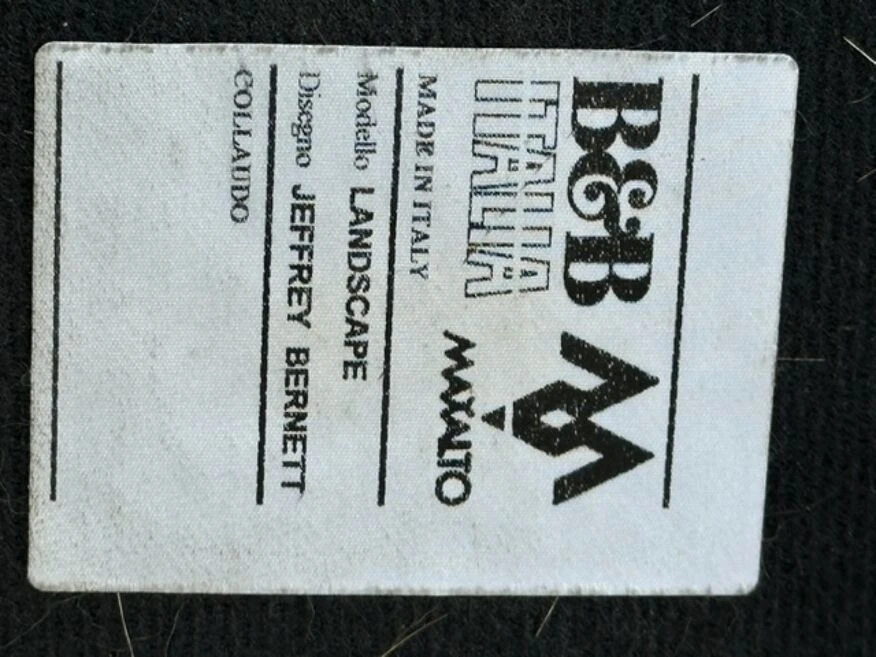 B&B
ITALIA MAXALTO
MADE IN ITALY
Modello LANDSCAPE
Disegno JEFFREY BERNETT
COLLAUDO